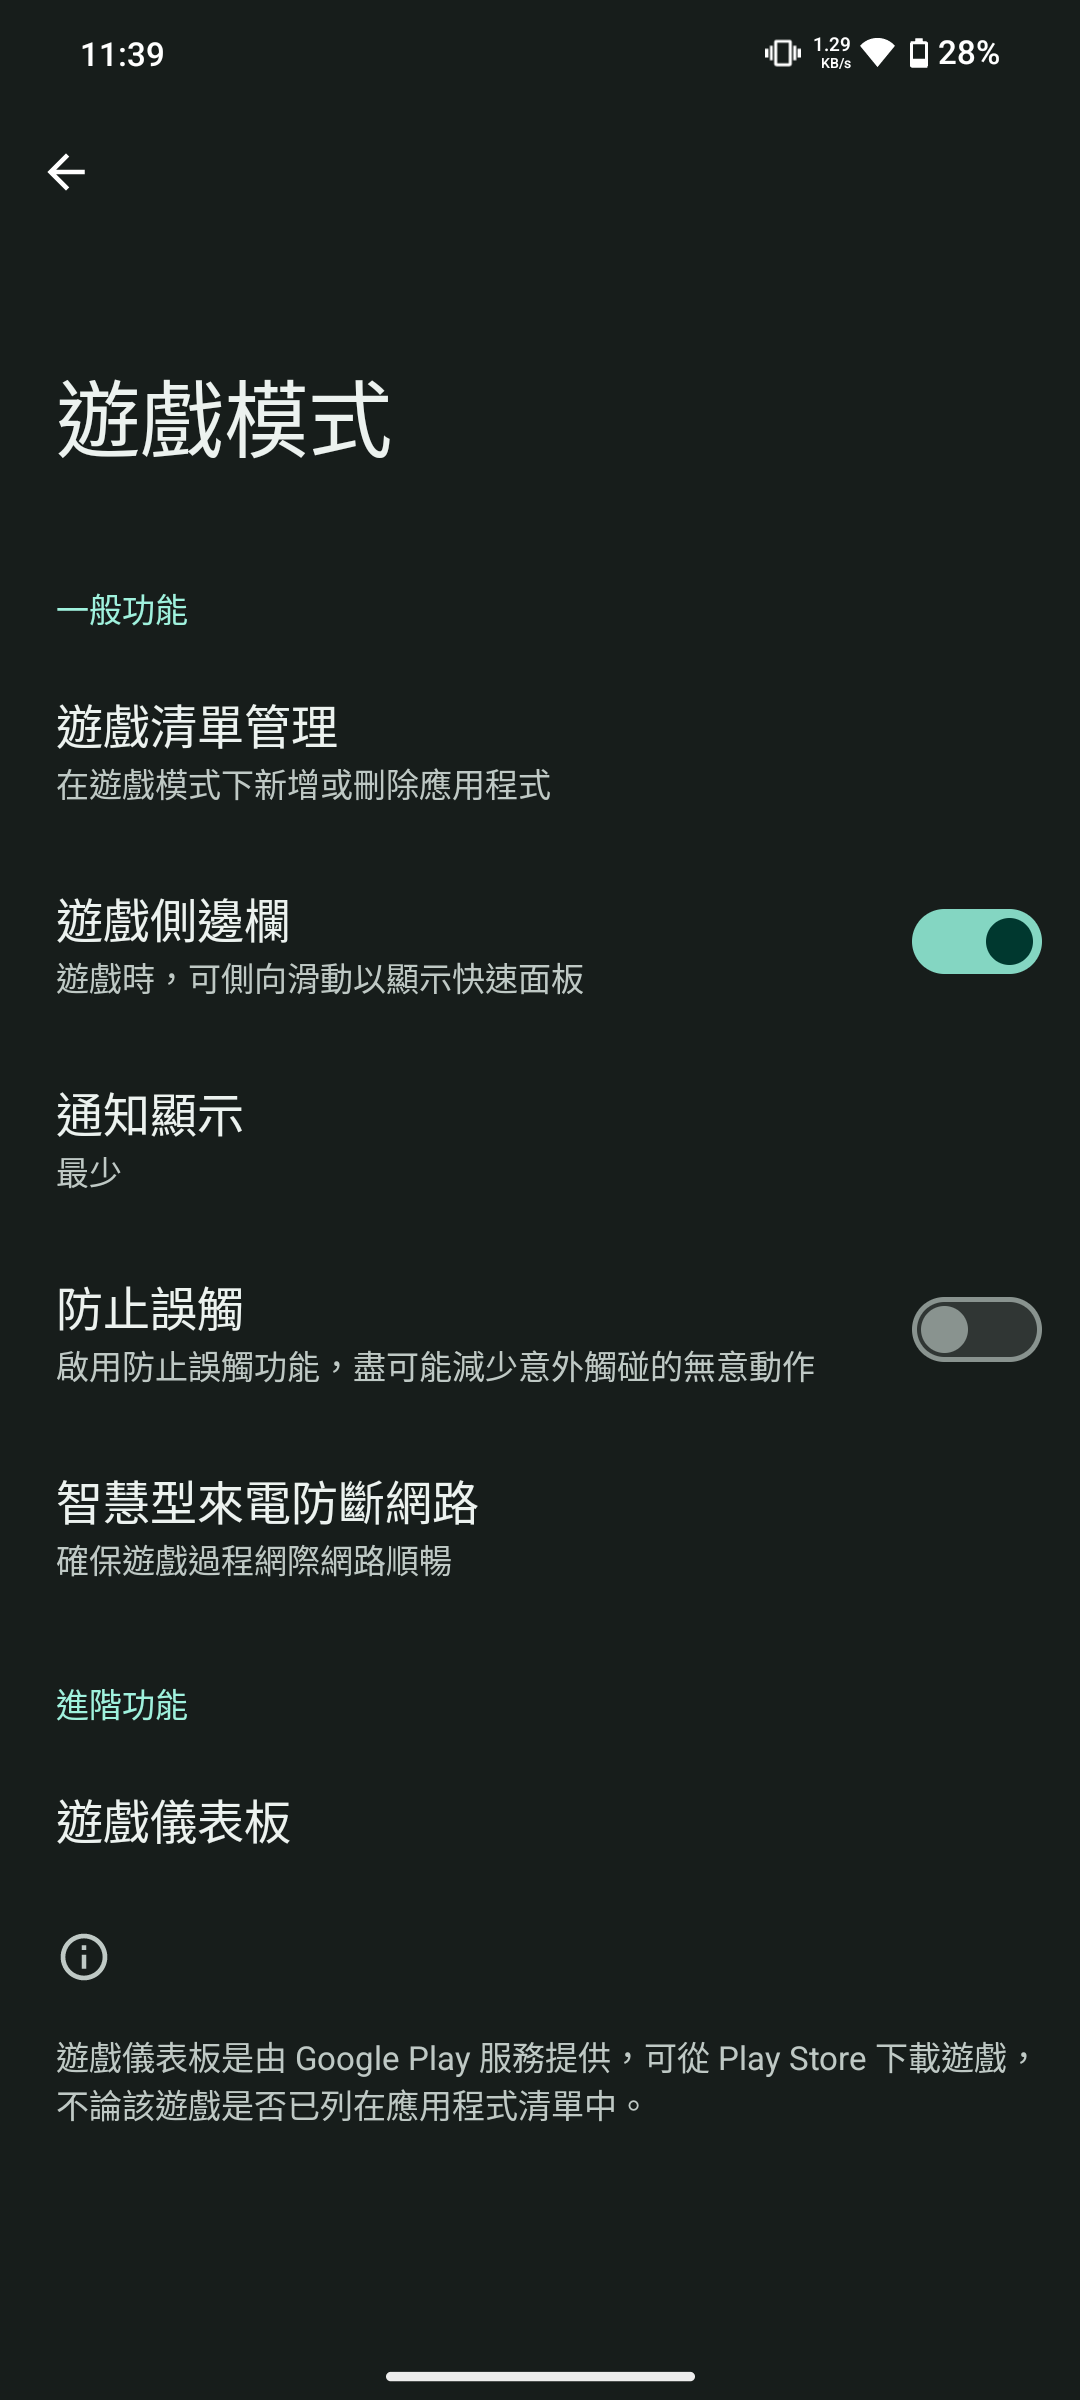 11:39
1.29
KB/s
28%
遊戲模式
一般功能
遊戲清單管理
在遊戲模式下新增或刪除應用程式
遊戲側邊欄
遊戲時，可側向滑動以顯示快速面板
通知顯示
最少
防止誤觸
啟用防止誤觸功能，盡可能減少意外觸碰的無意動作
智慧型來電防斷網路
確保遊戲過程網際網路順暢
進階功能
遊戲儀表板
遊戲儀表板是由 Google Play 服務提供，可從 Play Store 下載遊戲，
不論該遊戲是否已列在應用程式清單中。